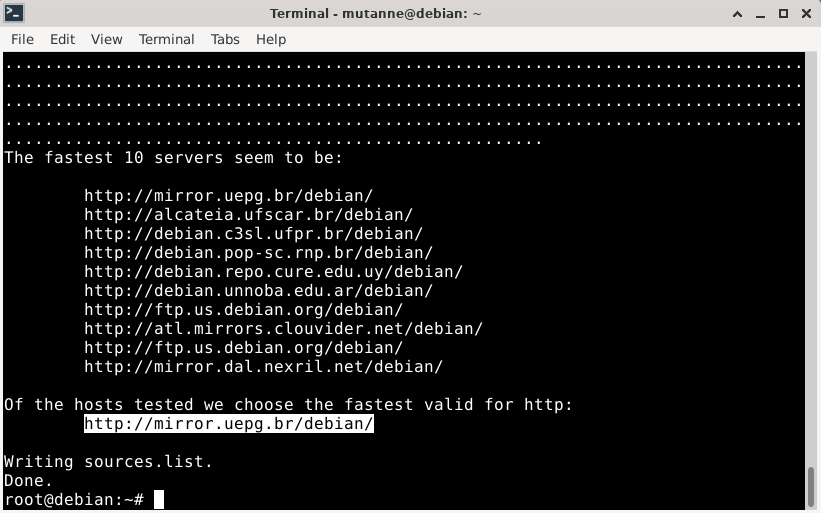 Terminal - mutanne@debian: ~
File Edit View Terminal Tabs Help
................................................................................
................................................................................
................................................................................
................................................................................
......................................................
The fastest 10 servers seem to be:
http://mirror.uepg.br/debian/
http://alcateia.ufscar.br/debian/
http://debian.c3sl.ufpr.br/debian/
http://debian.pop-sc.rnp.br/debian/
http://debian.repo.cure.edu.uy/debian/
http://debian.unnoba.edu.ar/debian/
http://ftp.us.debian.org/debian/
http://atl.mirrors.clouvider.net/debian/
http://ftp.us.debian.org/debian/
http://mirror.dal.nexril.net/debian/
Of the hosts tested we choose the fastest valid for http:
http://mirror.uepg.br/debian/
Writing sources.list.
Done.
root@debian:~#